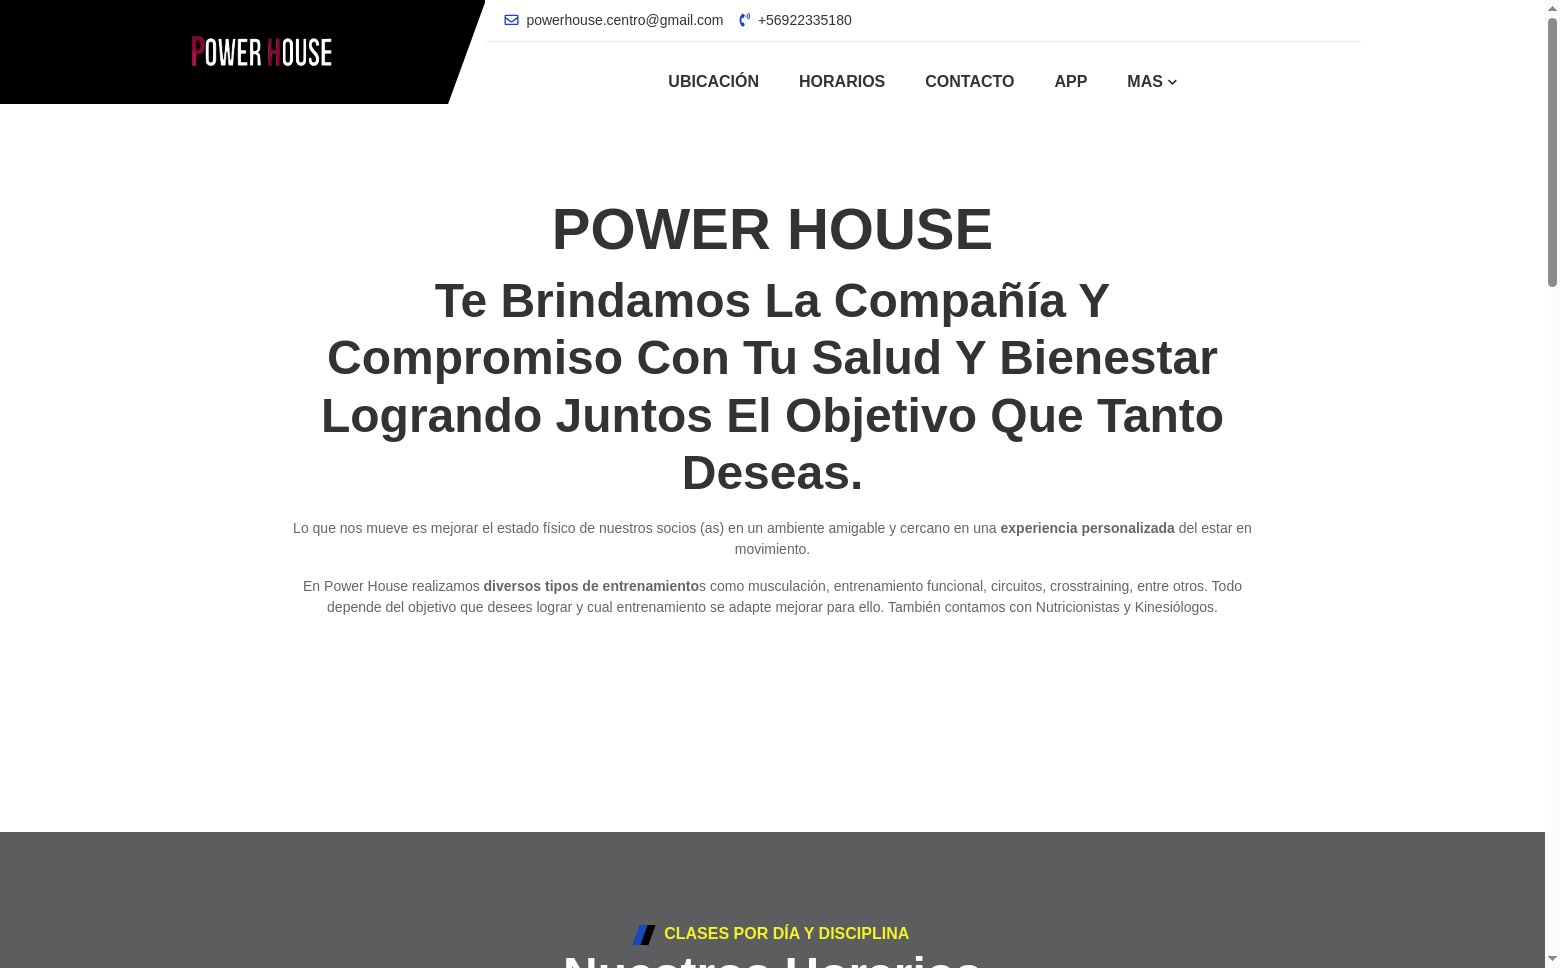 POWER HOUSE
powerhouse.centro@gmail.com +56922335180
UBICACIÓN HORARIOS CONTACTO APP MAS
POWER HOUSE
Te Brindamos La Compañía Y
Compromiso Con Tu Salud Y Bienestar
Logrando Juntos El Objetivo Que Tanto
Deseas.
Lo que nos mueve es mejorar el estado físico de nuestros socios (as) en un ambiente amigable y cercano en una experiencia personalizada del estar en
movimiento.
En Power House realizamos diversos tipos de entrenamientos como musculación, entrenamiento funcional, circuitos, crosstraining, entre otros. Todo
depende del objetivo que desees lograr y cual entrenamiento se adapte mejorar para ello. También contamos con Nutricionistas y Kinesiólogos.
CLASES POR DÍA Y DISCIPLINA
Nuestros Horarios